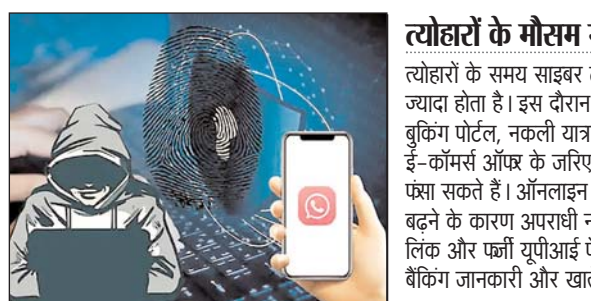 त्योहारों के मौसम
त्योहारों के समय साइबर
ज्यादा होता है। इस दौरान
बुकिंग पोर्टल, नकली यात्रा
ई-कॉमर्स ऑफर के जरिए
फंसा सकते हैं। ऑनलाइन
बढ़ने के कारण अपराधी
लिंक और फर्जी यूपीआई
बैंकिंग जानकारी और